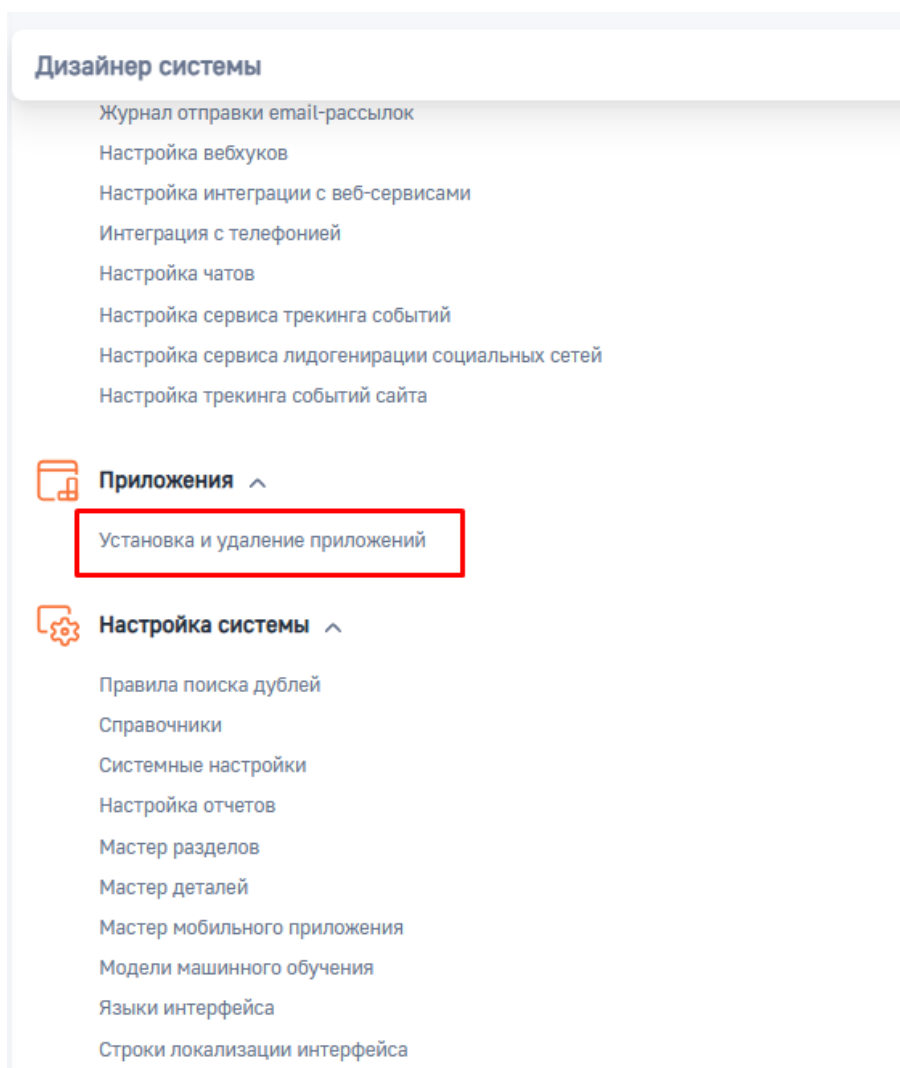 Дизайнер системы
Журнал отправки email-рассылок
Настройка вебхуков
Настройка интеграции с веб-сервисами
Интеграция с телефонией
Настройка чатов
Настройка сервиса трекинга событий
Настройка сервиса лидогенирации социальных сетей
Настройка трекинга событий сайта
Приложения
Установка и удаление приложений
Настройка системы
Правила поиска дублей
Справочники
Системные настройки
Настройка отчетов
Мастер разделов
Мастер деталей
Мастер мобильного приложения
Модели машинного обучения
Языки интерфейса
Строки локализации интерфейса